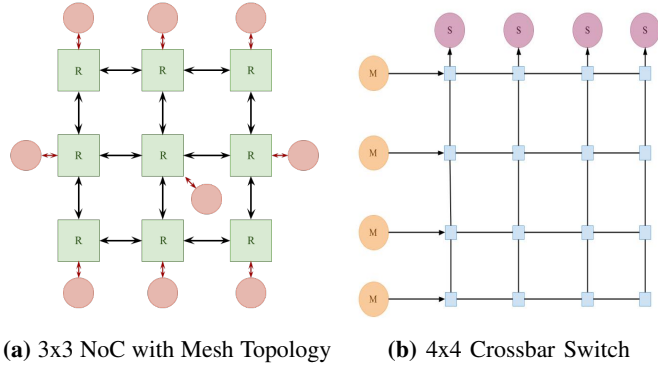 S S S S
R R R
M
R R R
M
M
R R R
M
(a) 3x3 NoC with Mesh Topology
(b) 4x4 Crossbar Switch